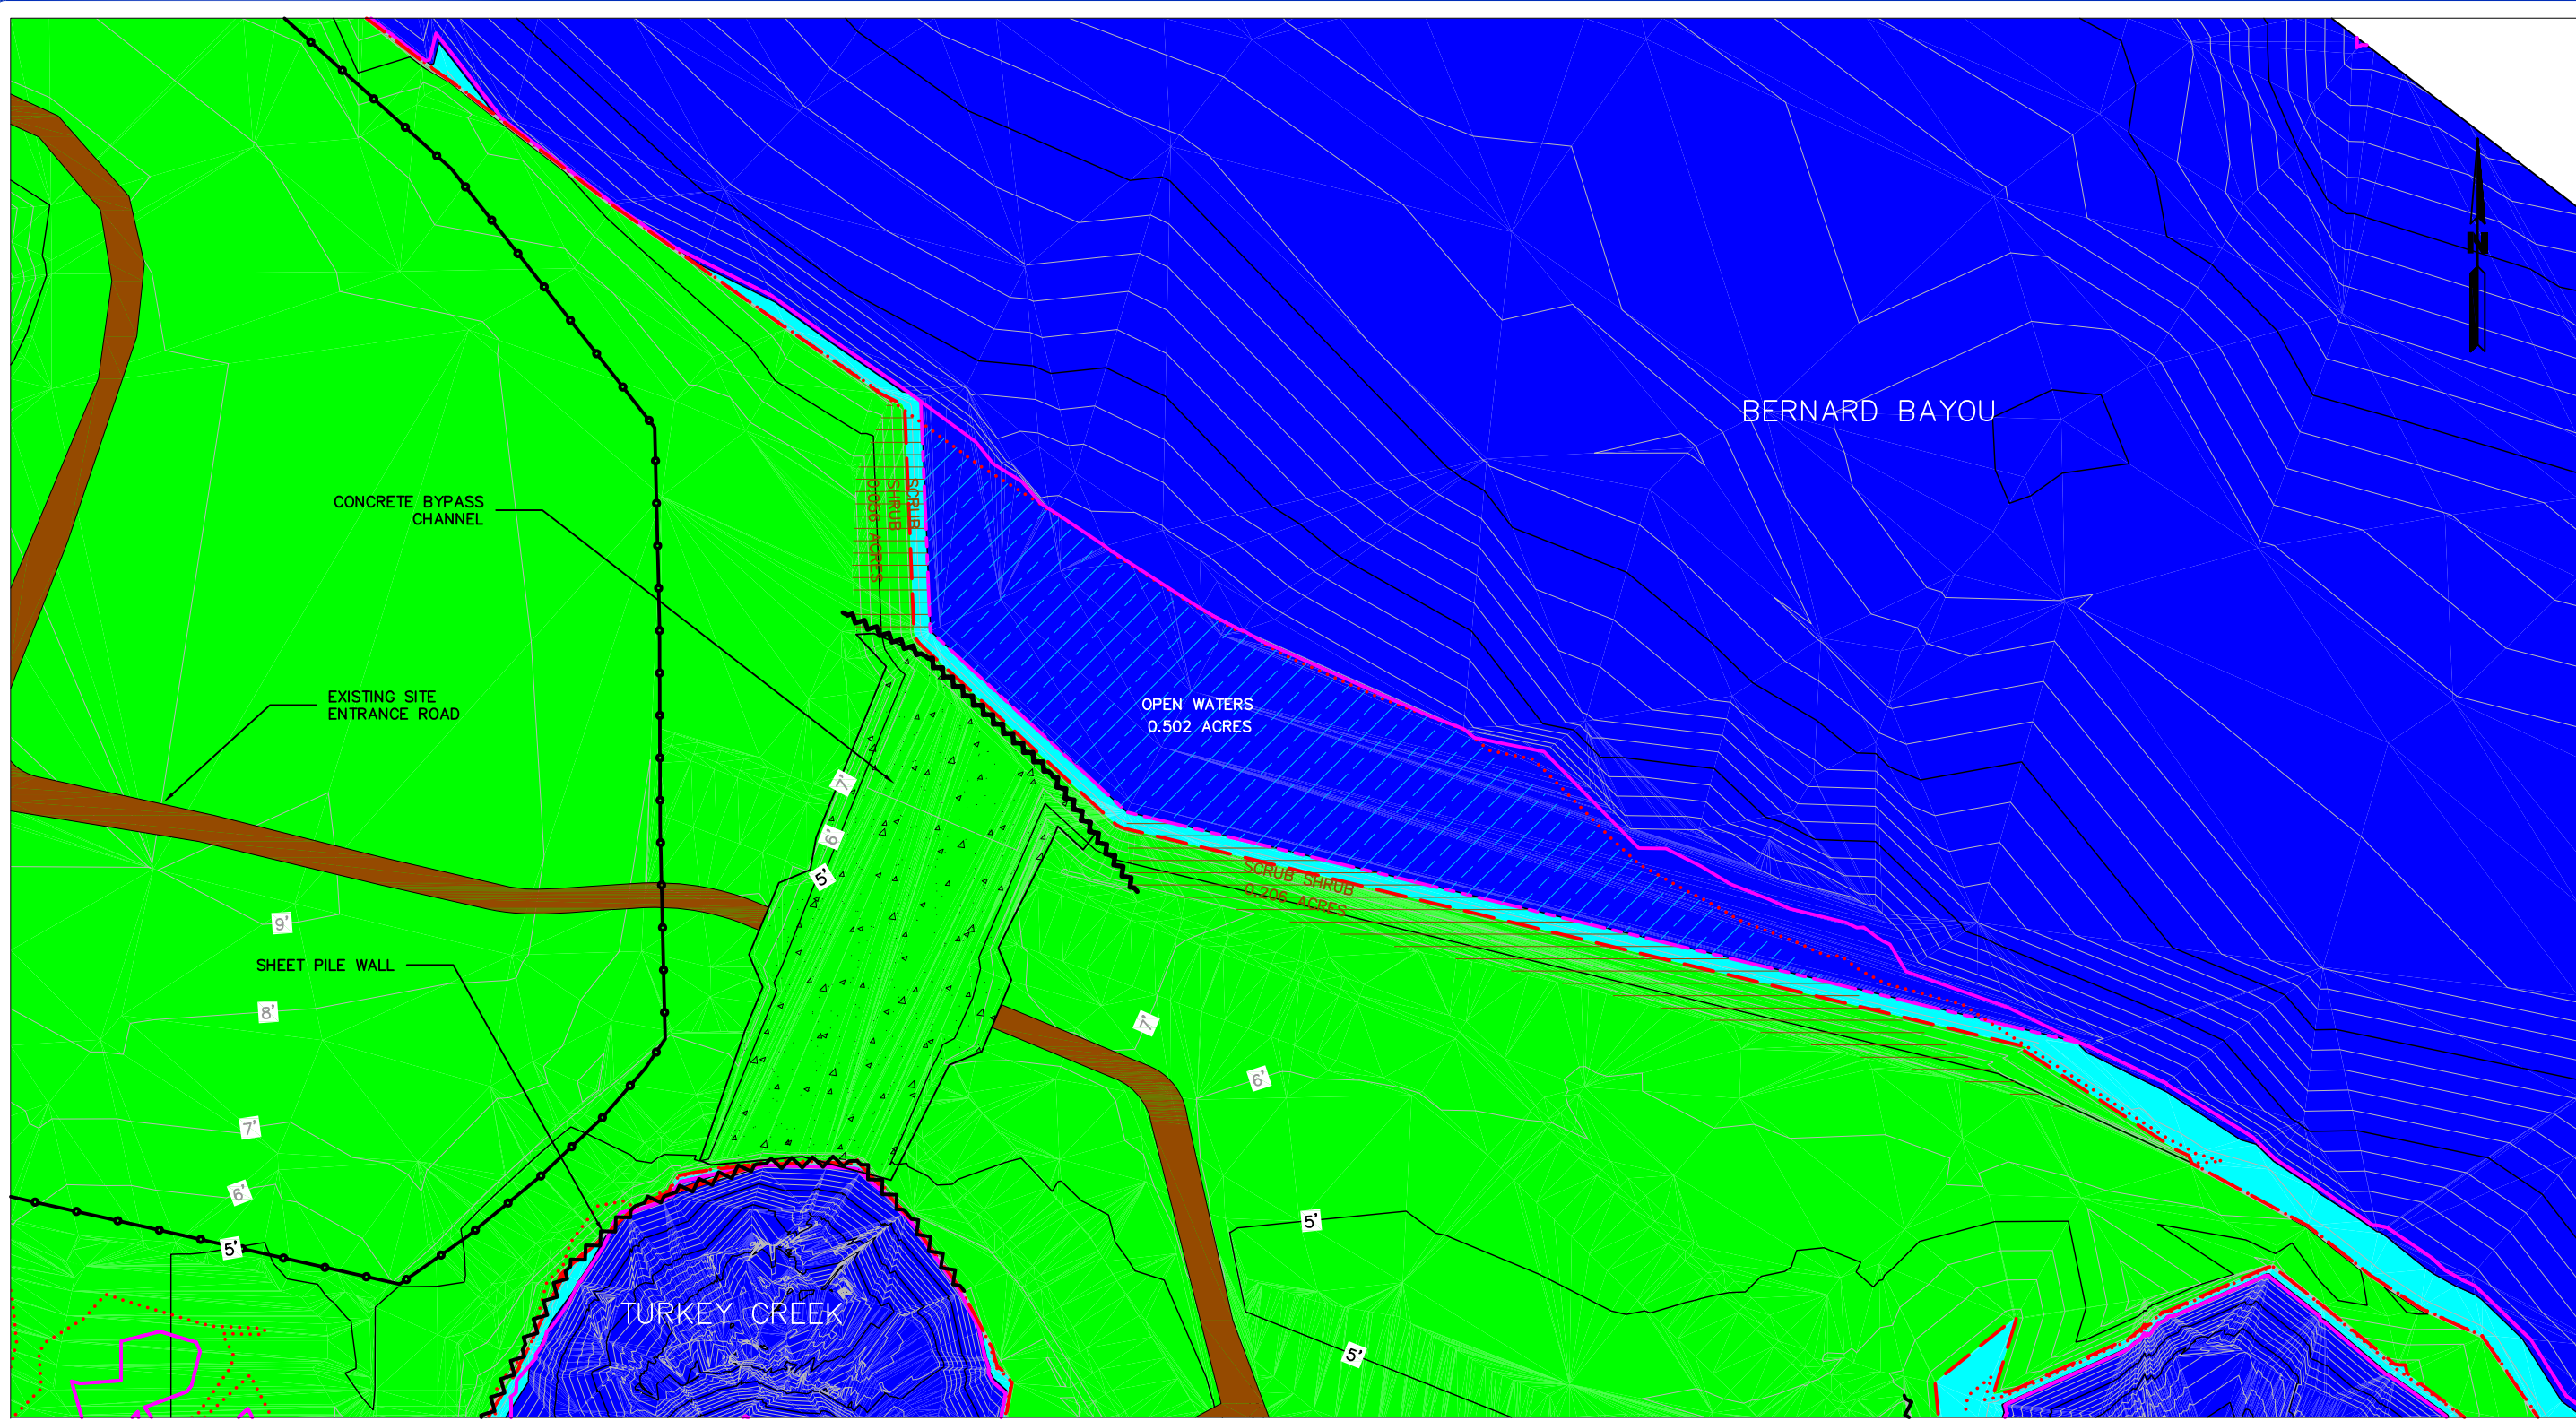 N
BERNARD BAYOU
CONCRETE BYPASS
CHANNEL
SCRUB
SHRUB
0.056 ACRES
EXISTING SITE
ENTRANCE ROAD
OPEN WATERS
0.502 ACRES
7'
6'
5'
SCRUB SHRUB
0.206 ACRES
9'
SHEET PILE WALL
8'
7'
6'
7'
6'
5'
5'
TURKEY CREEK
5'